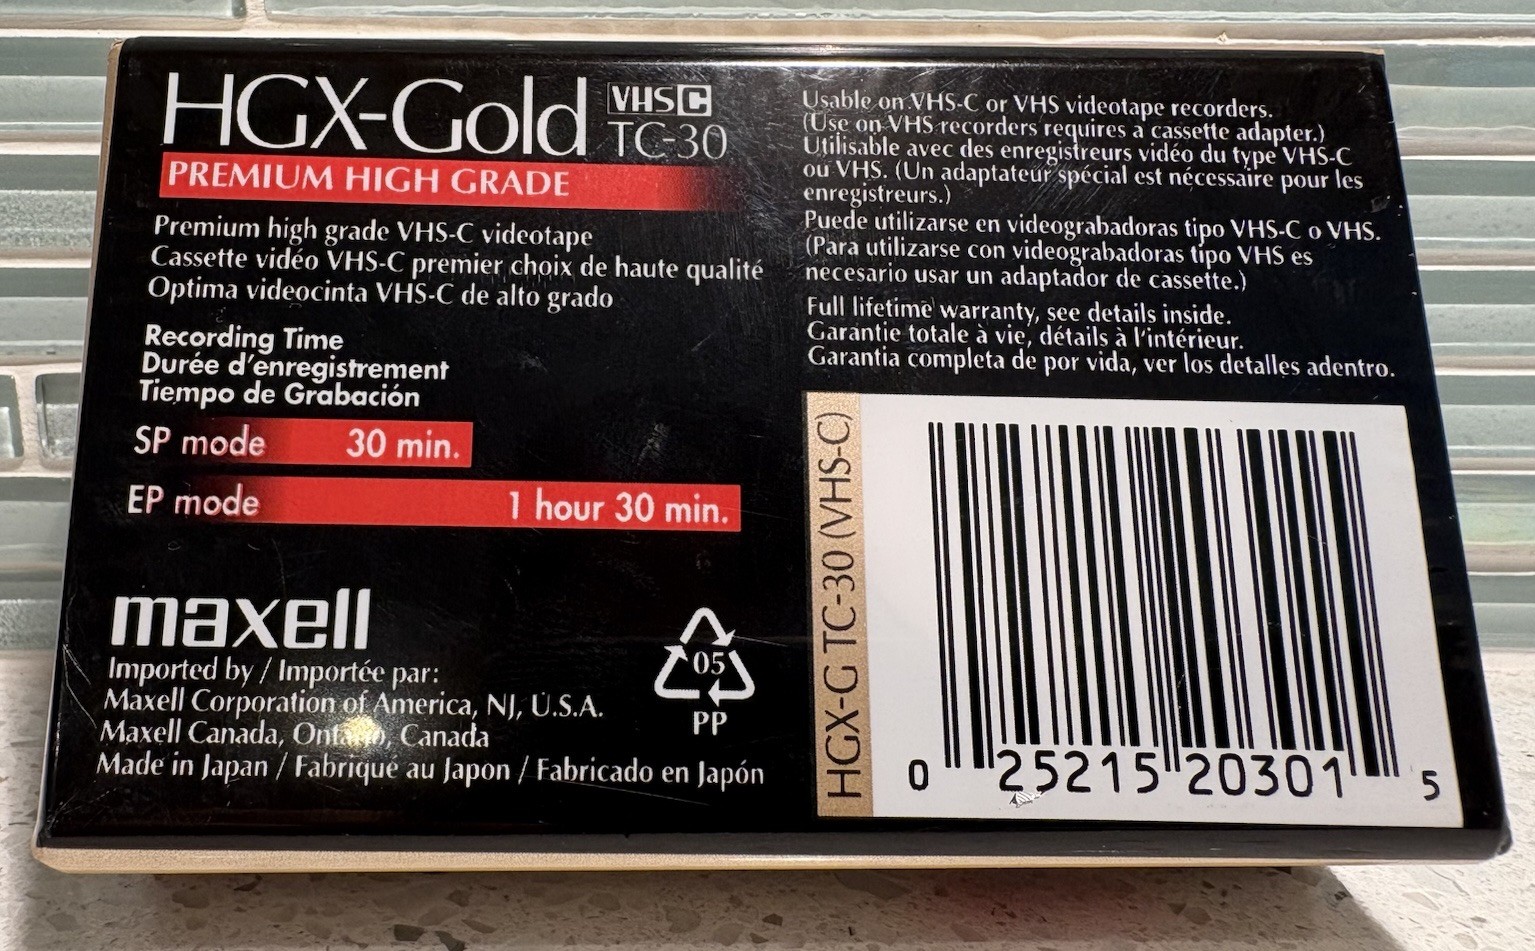 HGX-Gold VHSC
TC-30
PREMIUM HIGH GRADE
Premium high grade VHS-C videotape
Cassette vidéo VHS-C premier choix de haute qualité
Optima videocinta VHS-C de alto grado
Recording Time
Durée d'enregistrement
Tiempo de Grabación
SP mode 30 min.
EP mode 1 hour 30 min.
maxell
Imported by / Importée par:
Maxell Corporation of America, NJ, U.S.A.
Maxell Canada, Ontario, Canada
Made in Japan / Fabriqué au Japon / Fabricado en Japón
05
PP
Usable on VHS-C or VHS videotape recorders.
(Use on VHS recorders requires a cassette adapter.)
Utilisable avec des enregistreurs vidéo du type VHS-C
ou VHS. (Un adaptateur spécial est nécessaire pour les
enregistreurs.)
Puede utilizarse en videograbadoras tipo VHS-C o VHS.
(Para utilizarse con videograbadoras tipo VHS es
necesario usar un adaptador de cassette.)
Full lifetime warranty, see details inside.
Garantie totale à vie, détails à l'intérieur.
Garantia completa de por vida, ver los detalles adentro.
HGX-G TC-30 (VHS-C)
0 25215 20301 5